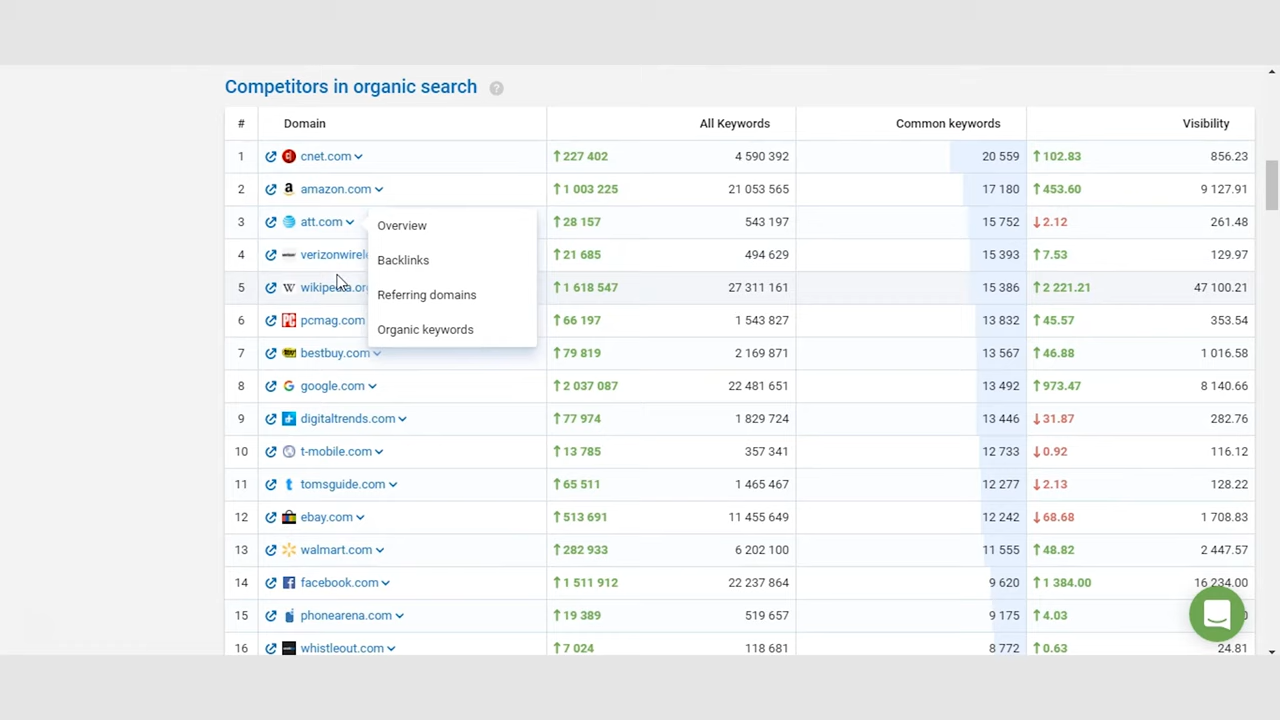 Competitors in organic search ?
# Domain All Keywords Common keywords Visibility
1 cnet.com 227 402 4 590 392 20 559 102.83 856.23
2 amazon.com 1 003 225 21 053 565 17 180 453.60 9 127.91
3 att.com 28 157 543 197 15 752 2.12 261.48
Overview
4 verizonwirel 21 685 494 629 15 393 7.53 129.97
Backlinks
5 1 618 547 27 311 161 15 386 2 221.21 47 100.21
Referring domains
6 pcmag.com 66 197 1 543 827 13 832 45.57 353.54
Organic keywords
7 bestbuy.com 79 819 2 169 871 13 567 46.88 1 016.58
8 google.com 2 037 087 22 481 651 13 492 973.47 8 140.66
9 digitaltrends.com 77 974 1 829 724 13 446 31.87 282.76
10 t-mobile.com 13 785 357 341 12 733 0.92 116.12
11 tomsguide.com 65 511 1 465 467 12 277 2.13 128.22
12 ebay.com 513 691 11 455 649 12 242 68.68 1 708.83
13 walmart.com 282 933 6 202 100 11 555 48.82 2 447.57
14 facebook.com 1 511 912 22 237 864 9 620 1 384.00 16 234.00
15 phonearena.com 19 389 519 657 9 175 4.03
16 whistleout.com 7 024 118 681 8 772 0.63 24.81